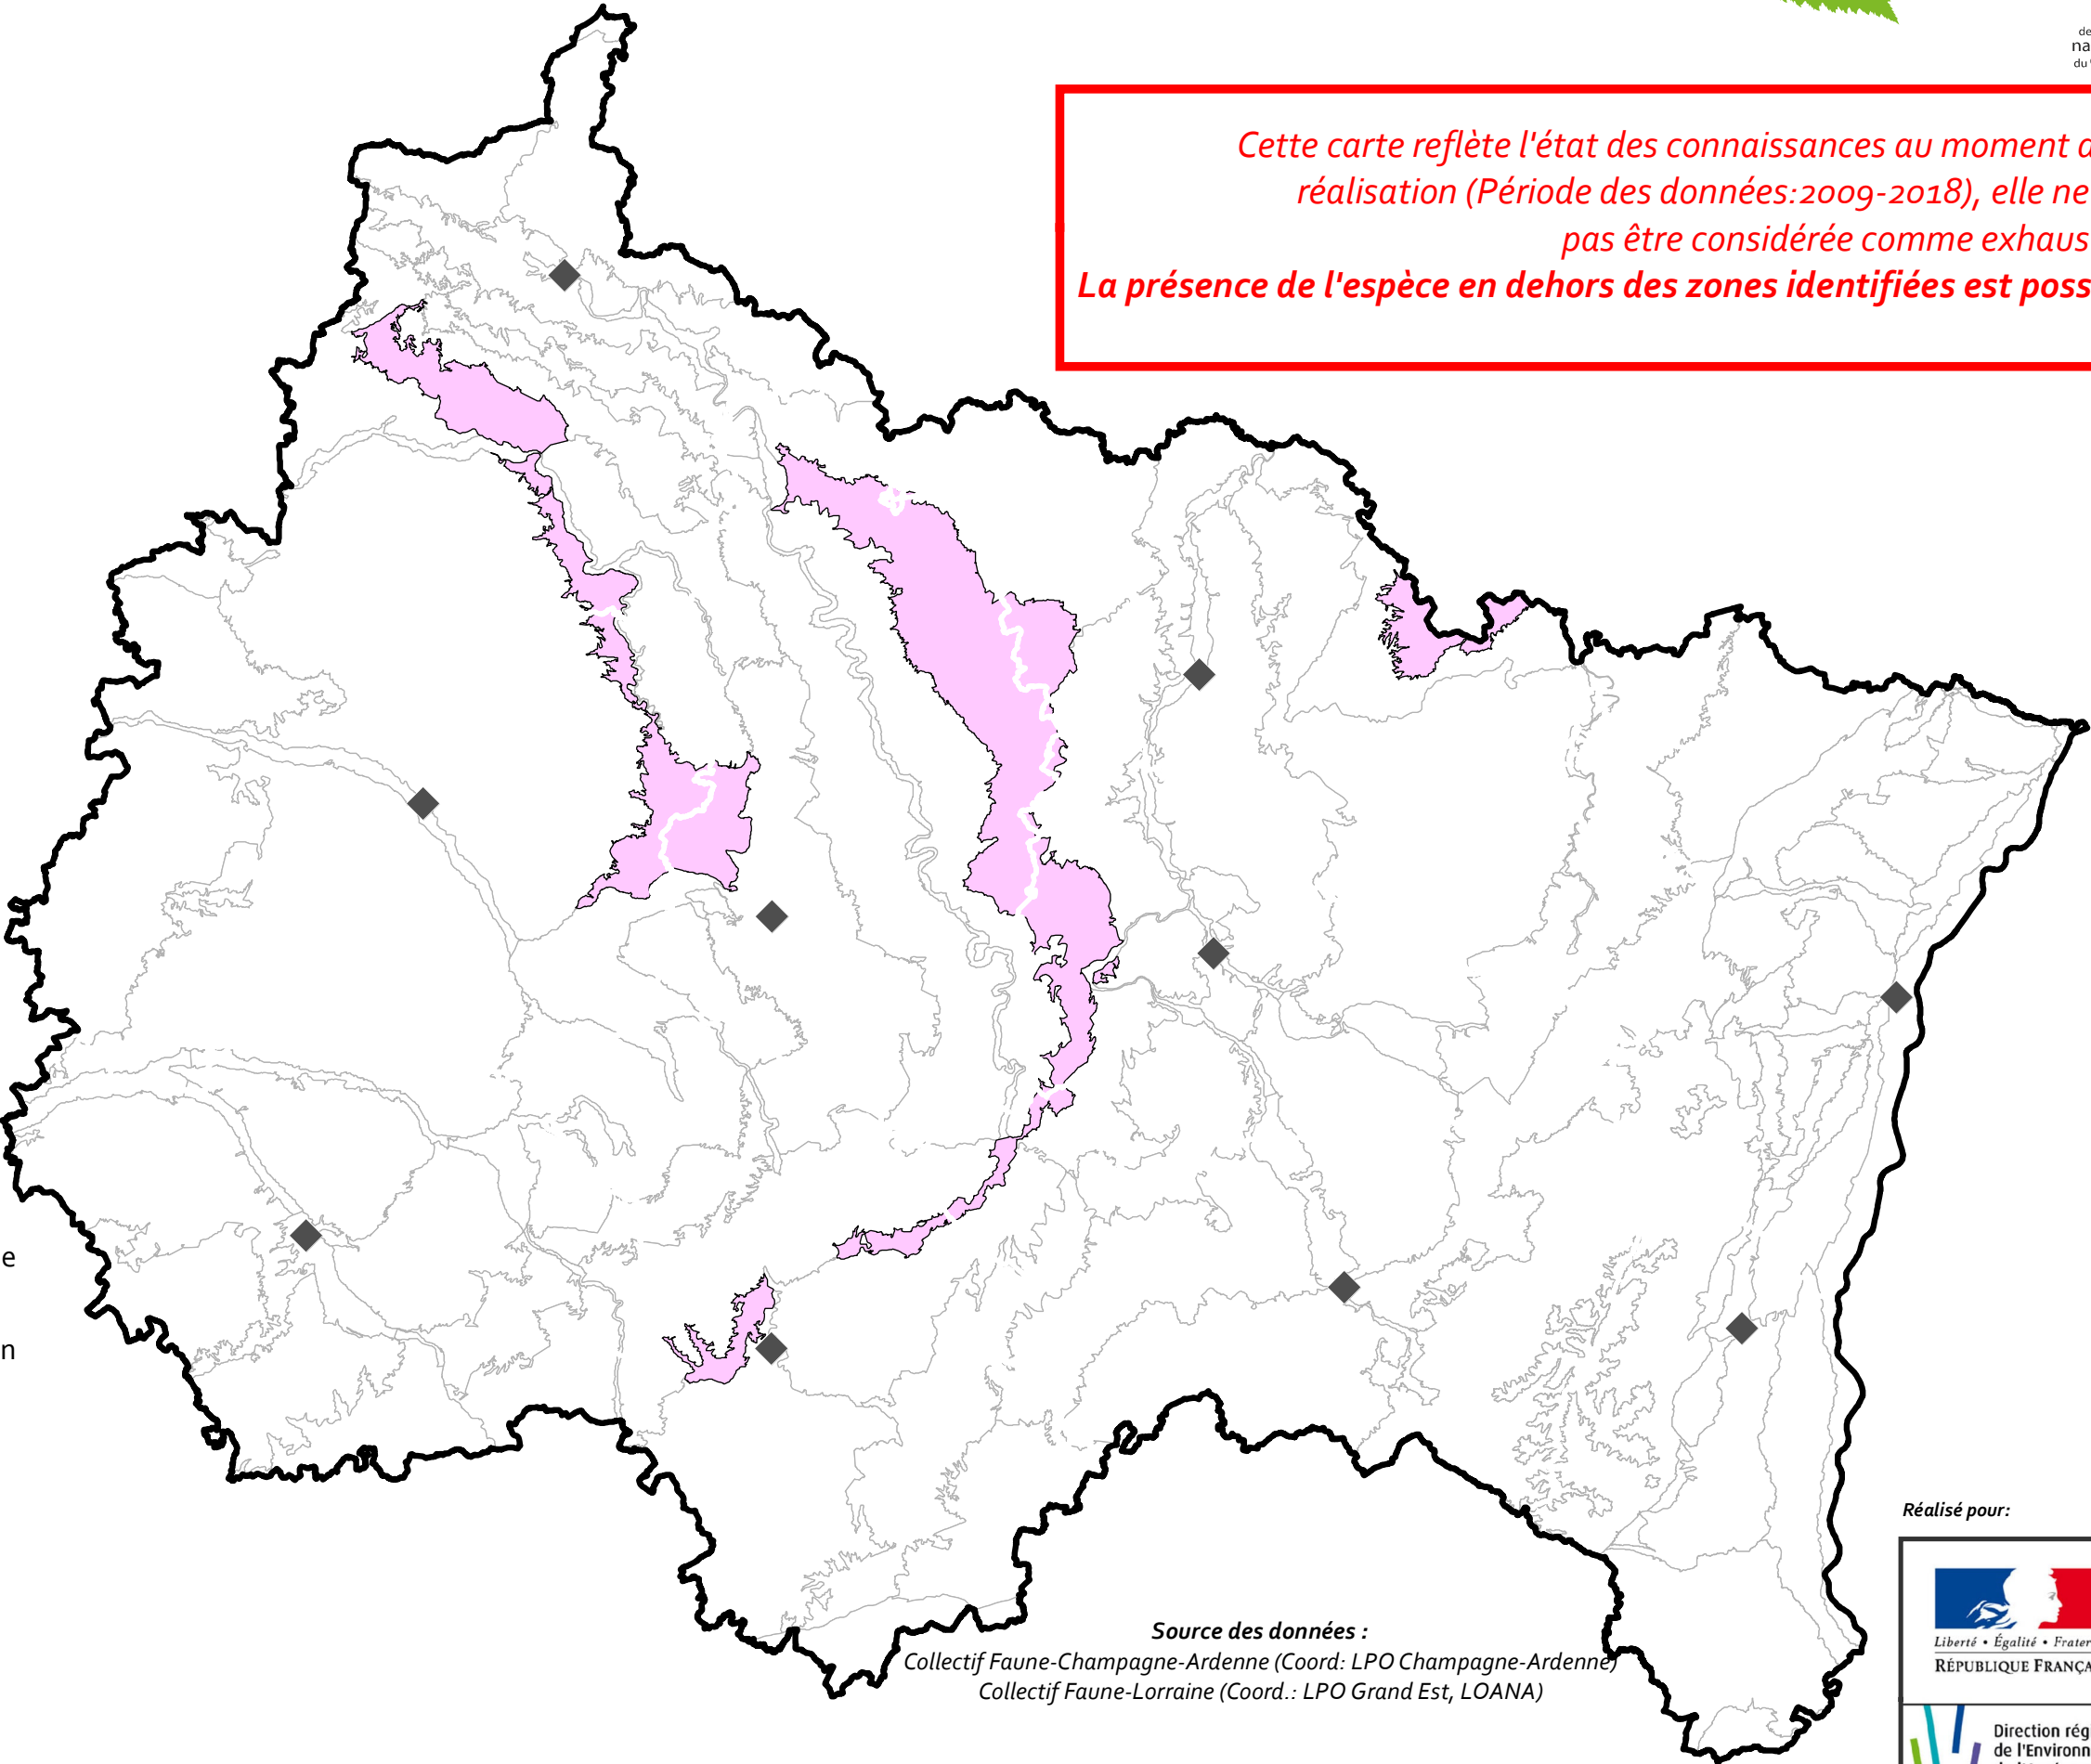 de
na
du
Cette carte reflète l'état des connaissances au moment d
réalisation (Période des données:2009-2018), elle ne
pas être considérée comme exhaus
La présence de l'espèce en dehors des zones identifiées est poss
e
n
Réalisé pour:
Liberté • Égalité • Frater
RÉPUBLIQUE FRANÇA
Source des données :
Collectif Faune-Champagne-Ardenne (Coord: LPO Champagne-Ardenne)
Collectif Faune-Lorraine (Coord.: LPO Grand Est, LOANA)
Direction rég
de l'Environn